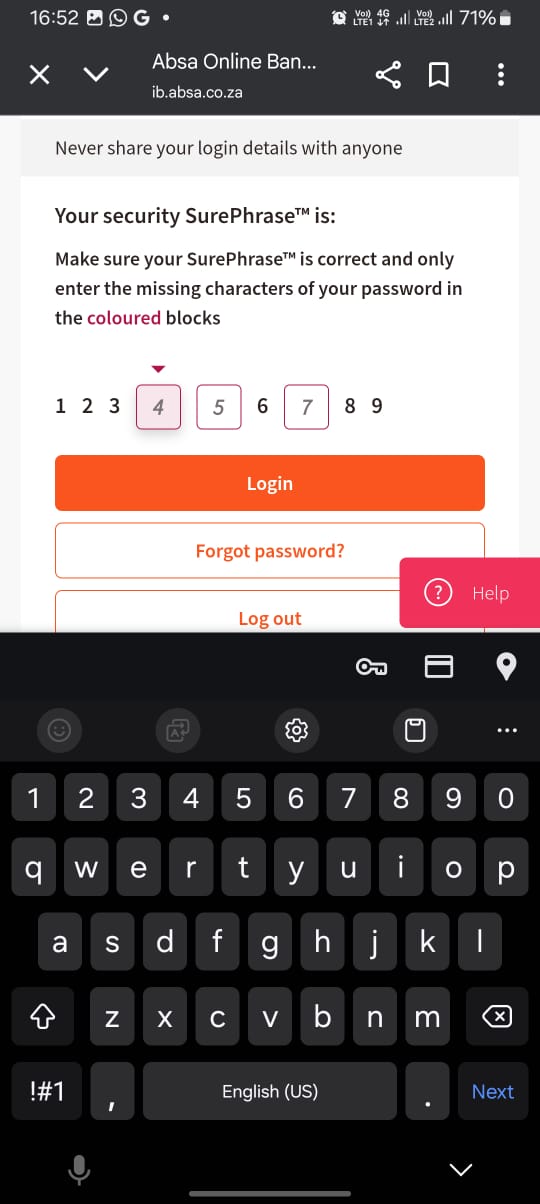 16:52 G • Vo)) LTE1 4G Vo)) LTE2 71%
Absa Online Ban...
ib.absa.co.za
Never share your login details with anyone
Your security SurePhrase™ is:
Make sure your SurePhrase™ is correct and only
enter the missing characters of your password in
the coloured blocks
1 2 3 4 5 6 7 8 9
Login
Forgot password?
? Help
Log out
1 2 3 4 5 6 7 8 9 0
q w e r t y u i o p
a s d f g h j k l
z x c v b n m
!#1 , English (US) . Next